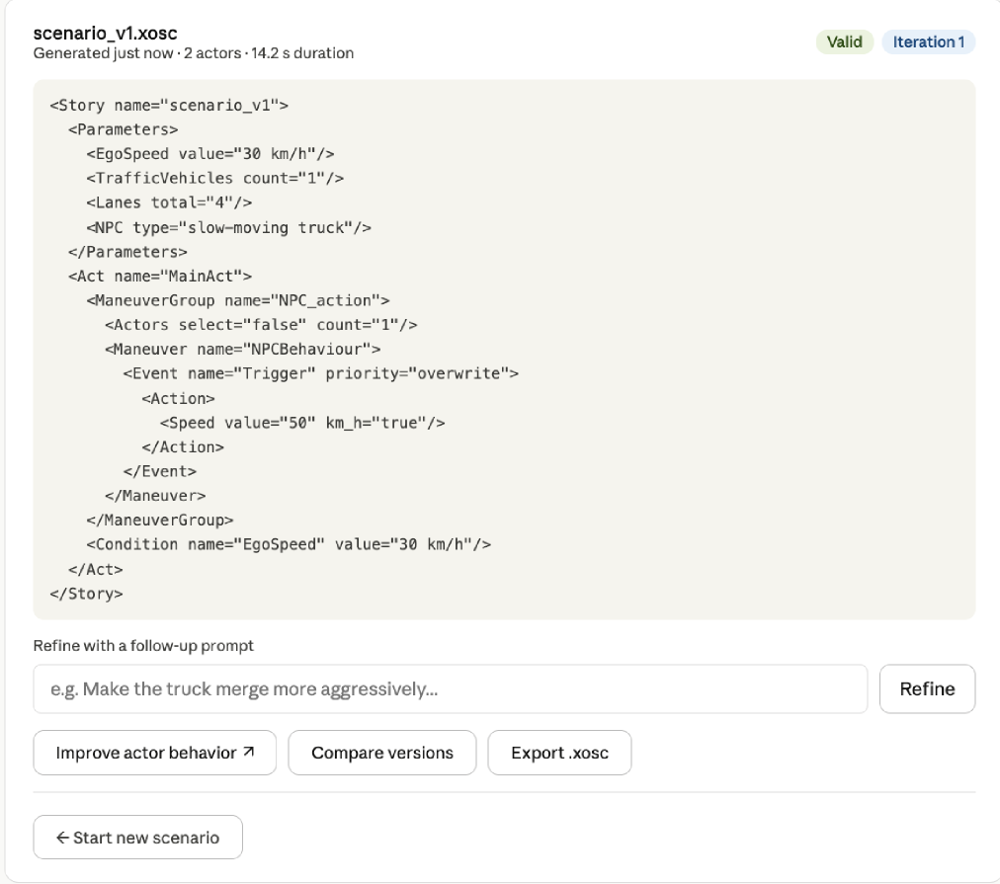 scenario_v1.xosc
Generated just now · 2 actors · 14.2 s duration
Valid
Iteration 1
<Story name="scenario_v1">
  <Parameters>
    <EgoSpeed value="30 km/h"/>
    <TrafficVehicles count="1"/>
    <Lanes total="4"/>
    <NPC type="slow-moving truck"/>
  </Parameters>
  <Act name="MainAct">
    <ManeuverGroup name="NPC_action">
      <Actors select="false" count="1"/>
      <Maneuver name="NPCBehaviour">
        <Event name="Trigger" priority="overwrite">
          <Action>
            <Speed value="50" km_h="true"/>
          </Action>
        </Event>
      </Maneuver>
    </ManeuverGroup>
    <Condition name="EgoSpeed" value="30 km/h"/>
  </Act>
</Story>
Refine with a follow-up prompt
e.g. Make the truck merge more aggressively...
Refine
Improve actor behavior ↗
Compare versions
Export .xosc
← Start new scenario